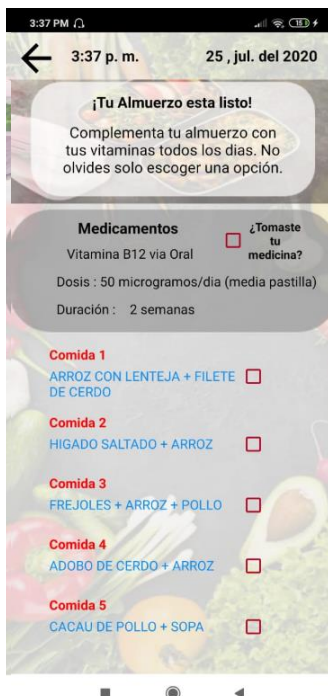 3:37 PM
15
3:37 p. m.
25 , jul. del 2020
¡Tu Almuerzo esta listo!
Complementa tu almuerzo con
tus vitaminas todos los dias. No
olvides solo escoger una opción.
Medicamentos
Vitamina B12 via Oral
¿Tomaste
tu
medicina?
Dosis : 50 microgramos/dia (media pastilla)
Duración : 2 semanas
Comida 1
ARROZ CON LENTEJA + FILETE
DE CERDO
Comida 2
HIGADO SALTADO + ARROZ
Comida 3
FREJOLES + ARROZ + POLLO
Comida 4
ADOBO DE CERDO + ARROZ
Comida 5
CACAU DE POLLO + SOPA